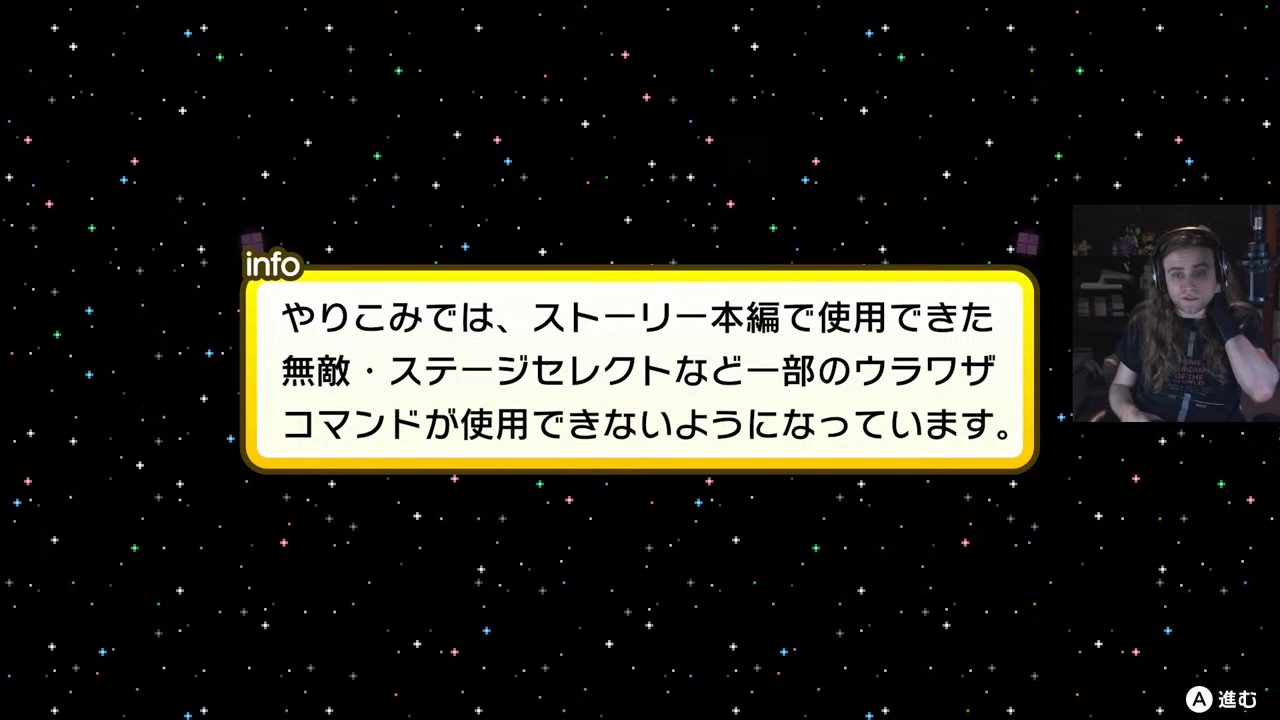 info
やりこみでは、ストーリー本編で使用できた
無敵・ステージセレクトなど一部のウラワザ
コマンドが使用できないようになっています。
A 進む